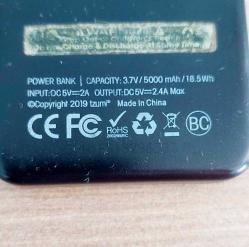 Charge & Discharge at Same Time
POWER BANK | CAPACITY: 3.7V / 5000 mAh / 18.5Wh
INPUT: DC 5V⎓2A OUTPUT: DC 5V⎓2.4A Max
©Copyright 2019 tzumi® Made In China
CE FC RoHS BC